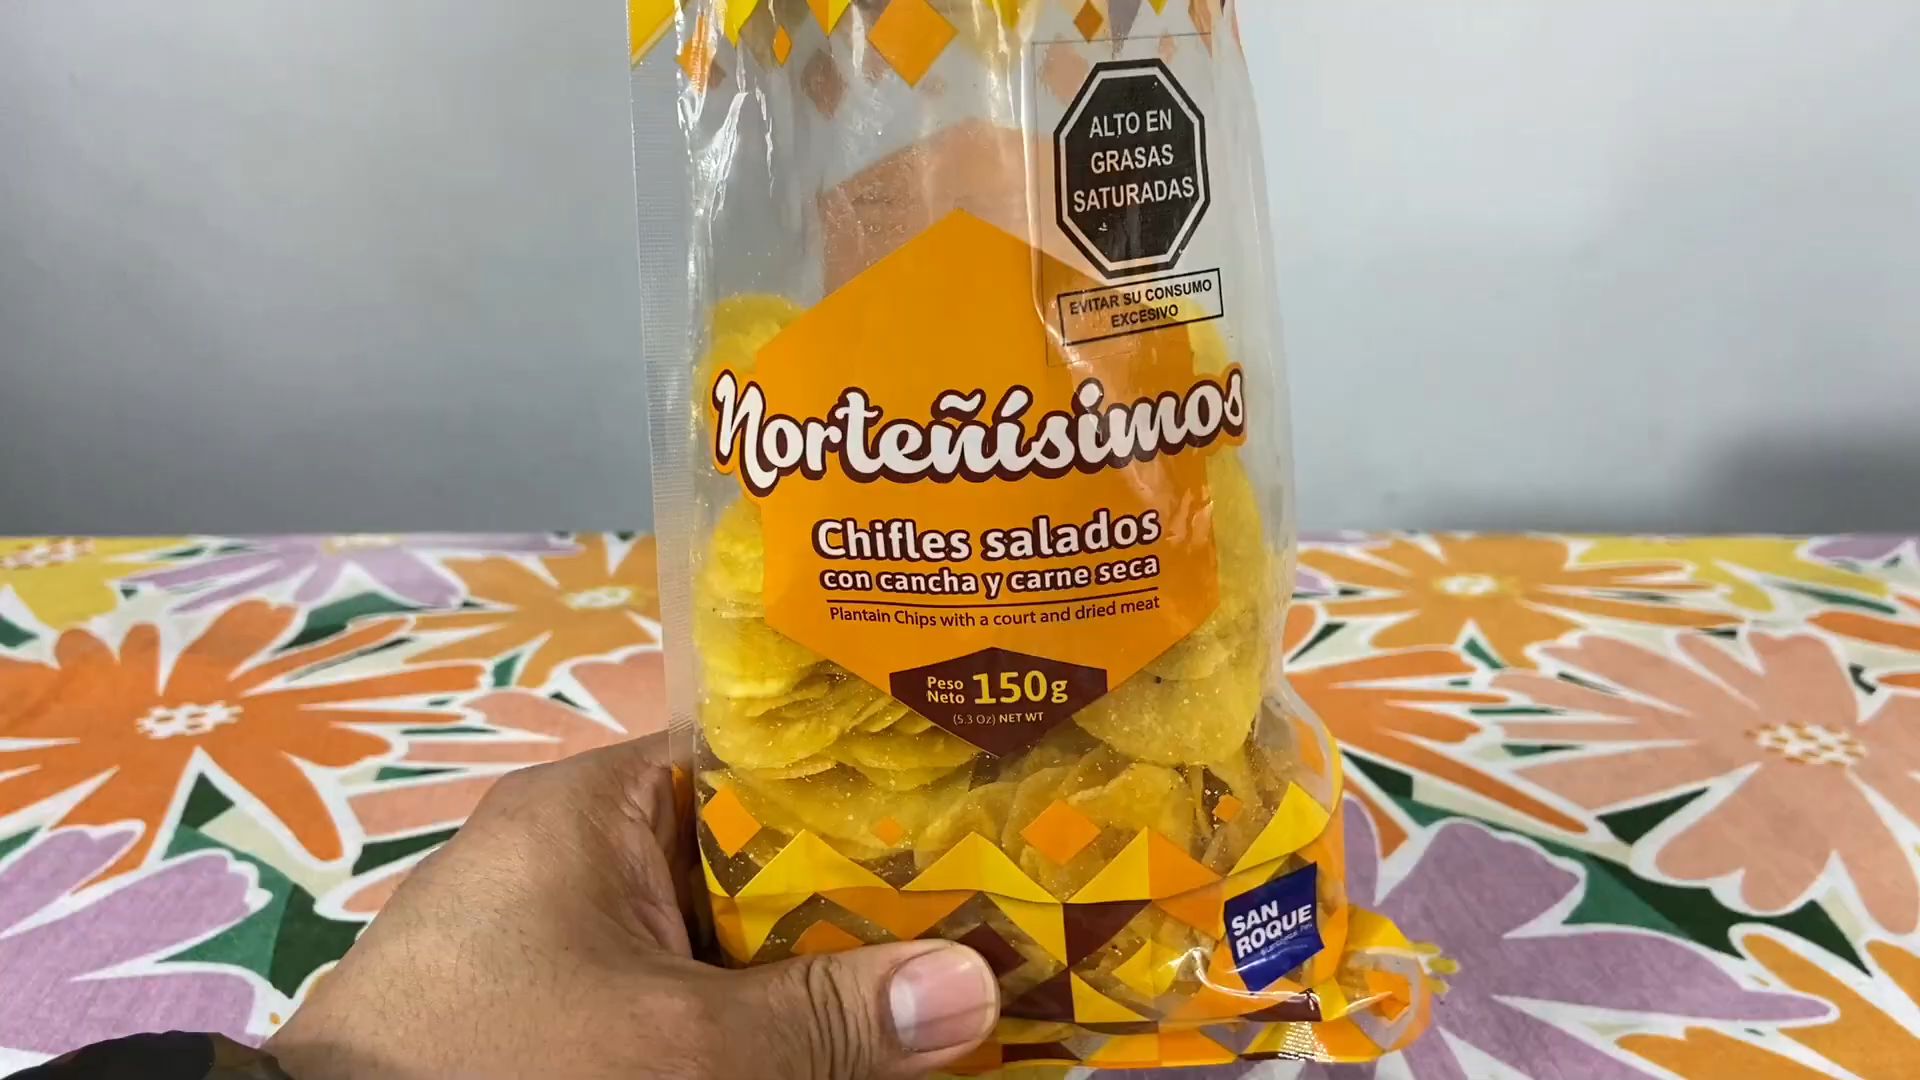 ALTO EN
GRASAS
SATURADAS
EVITAR SU CONSUMO
EXCESIVO
Norteñísimos
Chifles salados
con cancha y carne seca
Plantain Chips with a court and dried meat
Peso
Neto 150g
(5.3 Oz) NET WT
SAN
ROQUE